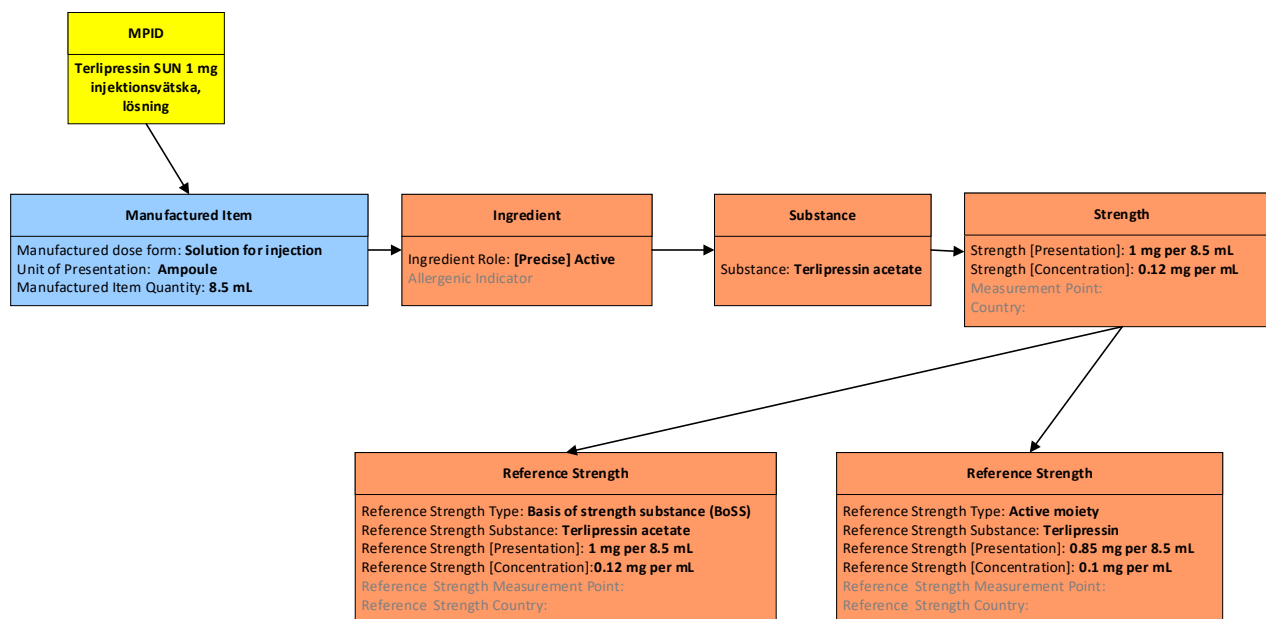 MPID
Terlipressin SUN 1 mg
injektionsvätska,
lösning
Manufactured Item
Manufactured dose form: Solution for injection
Unit of Presentation: Ampoule
Manufactured Item Quantity: 8.5 mL
Ingredient
Ingredient Role: [Precise] Active
Allergenic Indicator
Substance
Substance: Terlipressin acetate
Strength
Strength [Presentation]: 1 mg per 8.5 mL
Strength [Concentration]: 0.12 mg per mL
Measurement Point:
Country:
Reference Strength
Reference Strength Type: Basis of strength substance (BoSS)
Reference Strength Substance: Terlipressin acetate
Reference Strength [Presentation]: 1 mg per 8.5 mL
Reference Strength [Concentration]:0.12 mg per mL
Reference Strength Measurement Point:
Reference Strength Country:
Reference Strength
Reference Strength Type: Active moiety
Reference Strength Substance: Terlipressin
Reference Strength [Presentation]: 0.85 mg per 8.5 mL
Reference Strength [Concentration]: 0.1 mg per mL
Reference Strength Measurement Point:
Reference Strength Country: